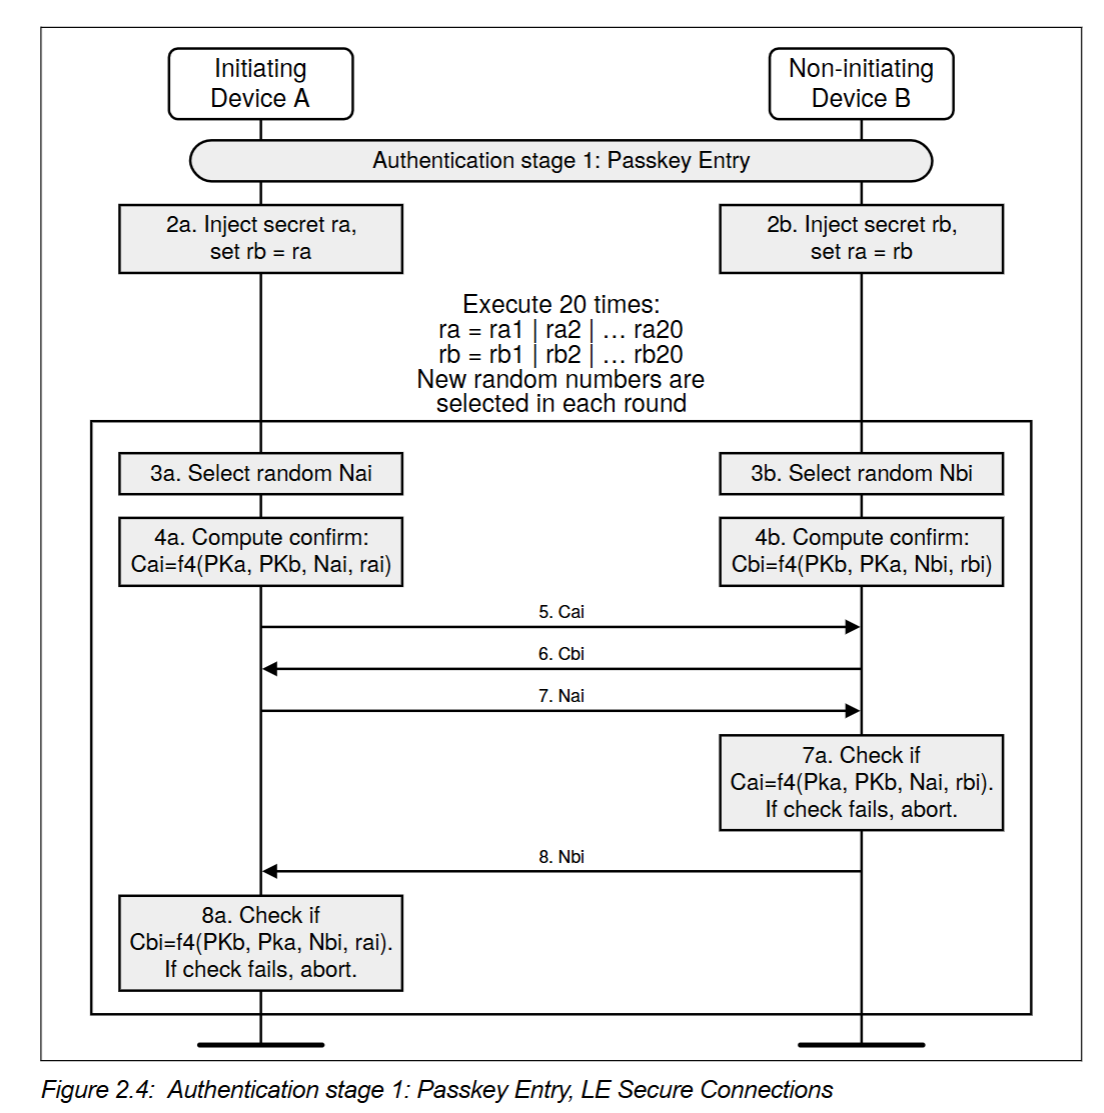 Initiating
Device A
Non-initiating
Device B
Authentication stage 1: Passkey Entry
2a. Inject secret ra,
set rb = ra
2b. Inject secret rb,
set ra = rb
Execute 20 times:
ra = ra1 | ra2 | … ra20
rb = rb1 | rb2 | … rb20
New random numbers are
selected in each round
3a. Select random Nai
3b. Select random Nbi
4a. Compute confirm:
Cai=f4(PKa, PKb, Nai, rai)
4b. Compute confirm:
Cbi=f4(PKb, PKa, Nbi, rbi)
5. Cai
6. Cbi
7. Nai
7a. Check if
Cai=f4(Pka, PKb, Nai, rbi).
If check fails, abort.
8. Nbi
8a. Check if
Cbi=f4(PKb, Pka, Nbi, rai).
If check fails, abort.
Figure 2.4: Authentication stage 1: Passkey Entry, LE Secure Connections